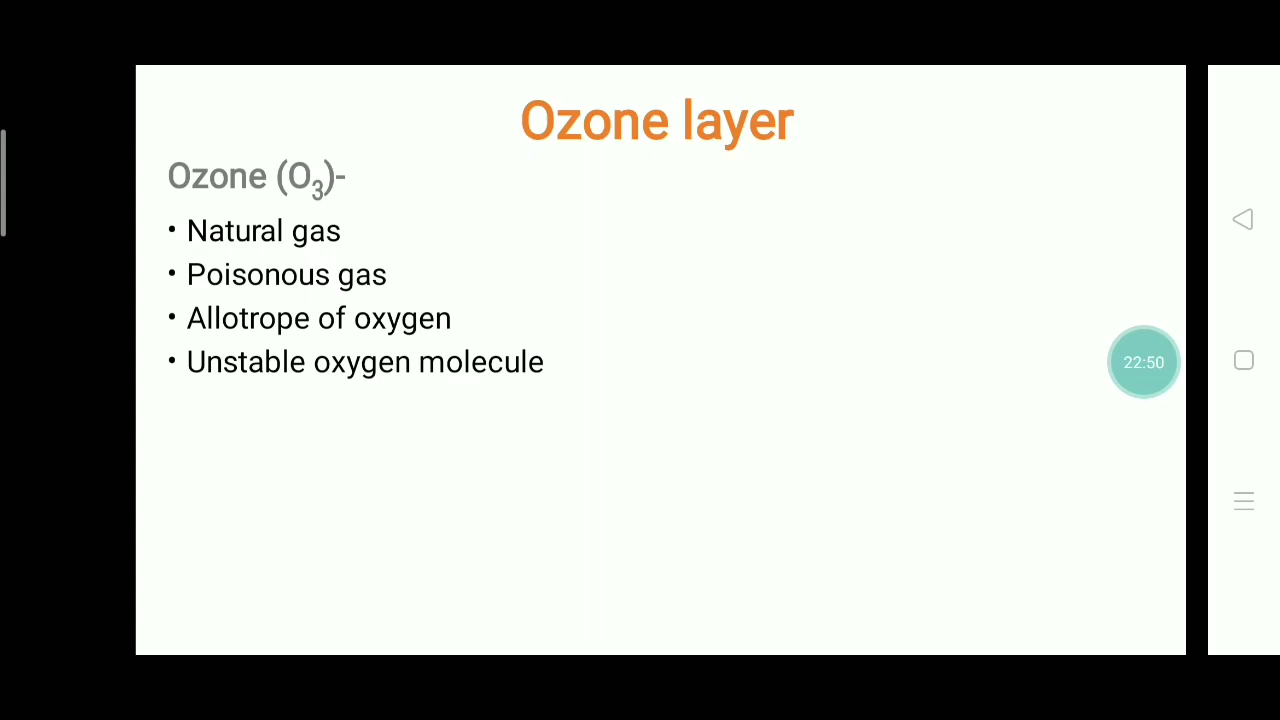 Ozone layer
Ozone (O₃)-
• Natural gas
• Poisonous gas
• Allotrope of oxygen
• Unstable oxygen molecule
22:50